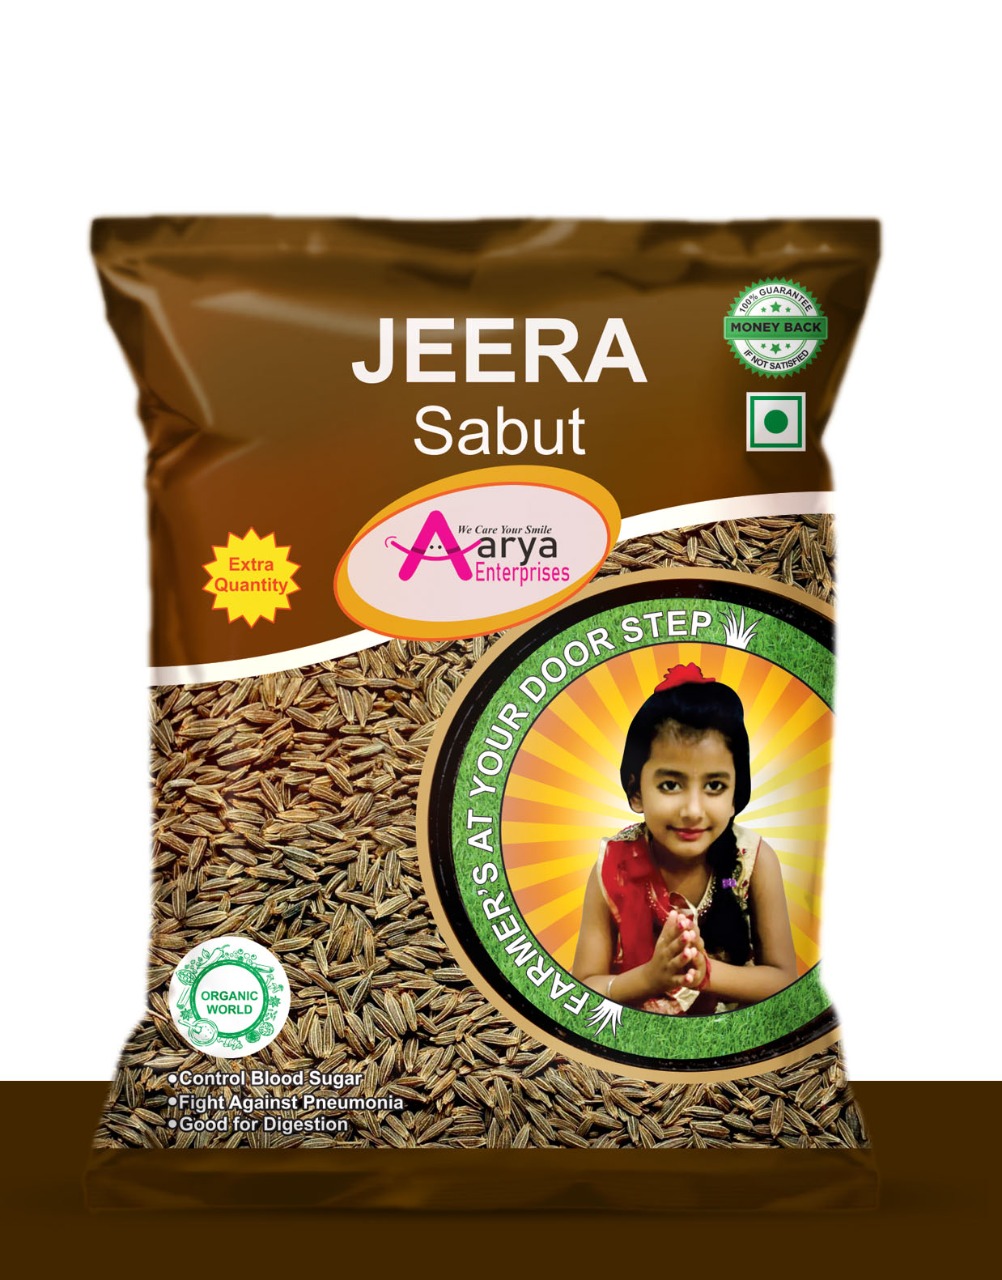 JEERA
Sabut
100% GUARANTEE
MONEY BACK
IF NOT SATISFIED
We Care Your Smile
Aarya
Enterprises
Extra
Quantity
FARMER'S AT YOUR DOOR STEP
ORGANIC
WORLD
•Control Blood Sugar
•Fight Against Pneumonia
•Good for Digestion